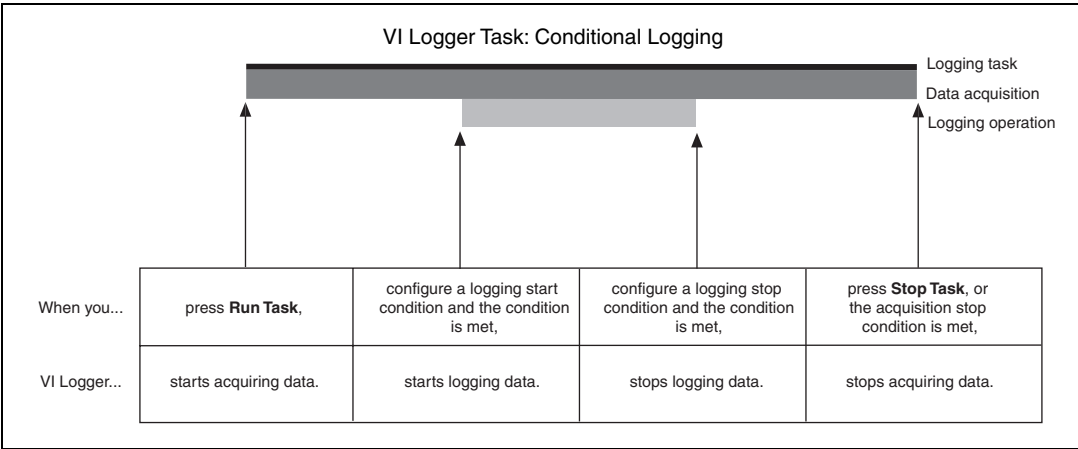 VI Logger Task: Conditional Logging
Logging task
Data acquisition
Logging operation
When you...
press Run Task,
configure a logging start
condition and the condition
is met,
configure a logging stop
condition and the condition
is met,
press Stop Task, or
the acquisition stop
condition is met,
VI Logger...
starts acquiring data.
starts logging data.
stops logging data.
stops acquiring data.